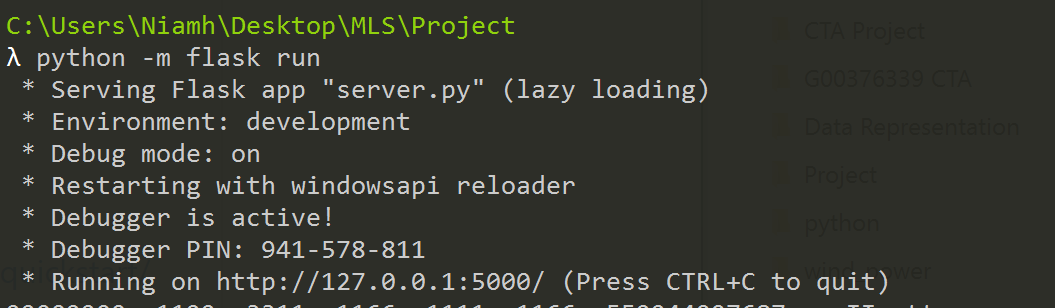 C:\Users\Niamh\Desktop\MLS\Project
λ python -m flask run
* Serving Flask app "server.py" (lazy loading)
* Environment: development
* Debug mode: on
* Restarting with windowsapi reloader
* Debugger is active!
* Debugger PIN: 941-578-811
* Running on http://127.0.0.1:5000/ (Press CTRL+C to quit)
CTA Project
G00376339 CTA
Data Representation
Project
python